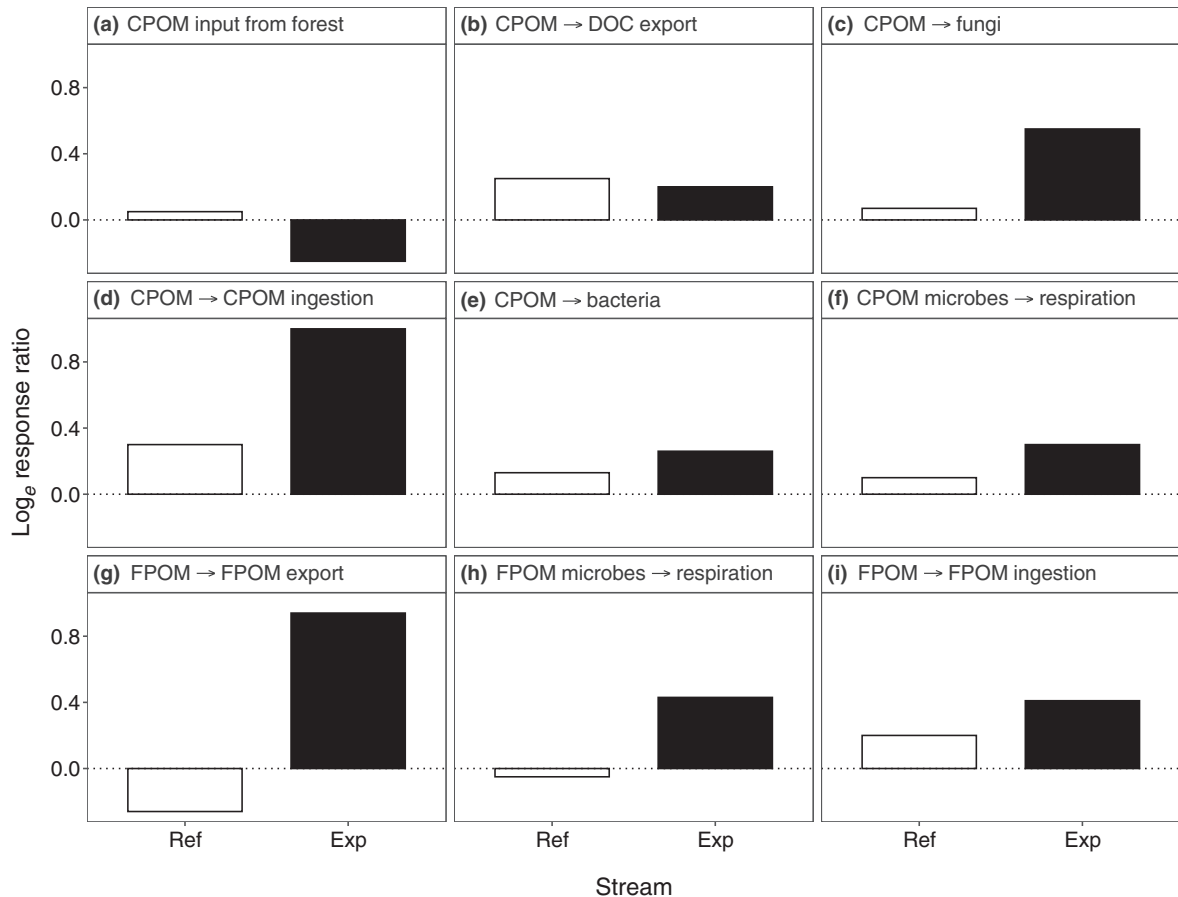 (a) CPOM input from forest
(b) CPOM → DOC export
(c) CPOM → fungi
0.8
0.4
0.0
(d) CPOM → CPOM ingestion
(e) CPOM → bacteria
(f) CPOM microbes → respiration
0.8
0.4
0.0
Logₑ response ratio
(g) FPOM → FPOM export
(h) FPOM microbes → respiration
(i) FPOM → FPOM ingestion
0.8
0.4
0.0
Ref Exp
Ref Exp
Ref Exp
Stream